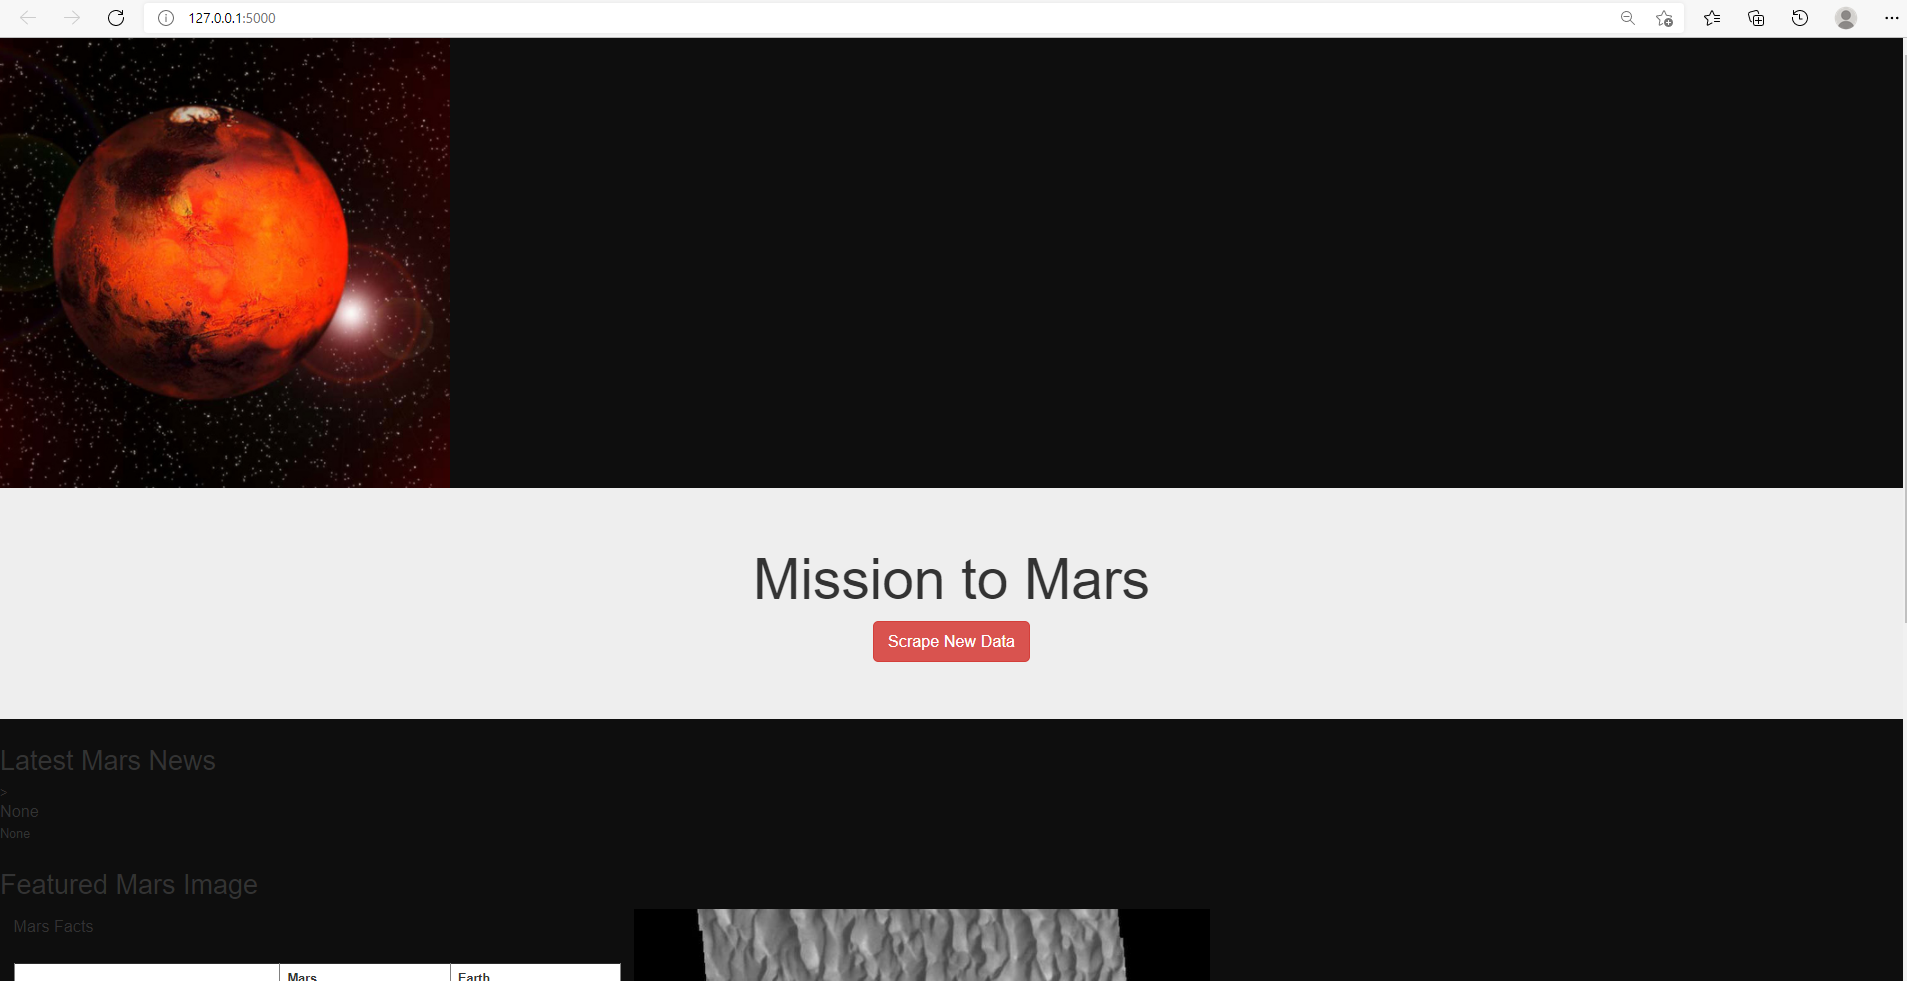 127.0.0.1:5000
Mission to Mars
Scrape New Data
Latest Mars News
>
None
None
Featured Mars Image
Mars Facts
Mars Earth